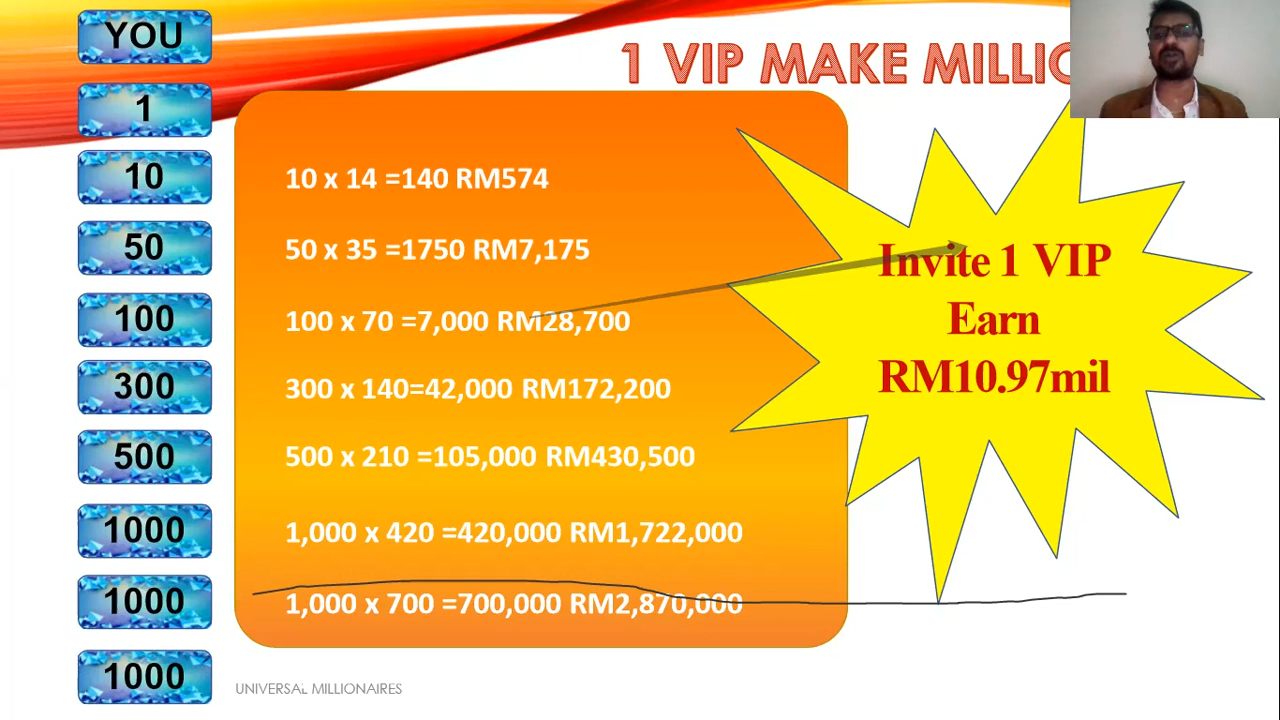 YOU
1 VIP MAKE MILLIO
1
10
10 x 14 =140 RM574
50
50 x 35 =1750 RM7,175
Invite 1 VIP
Earn
RM10.97mil
100
100 x 70 =7,000 RM28,700
300
300 x 140=42,000 RM172,200
500
500 x 210 =105,000 RM430,500
1000
1,000 x 420 =420,000 RM1,722,000
1000
1,000 x 700 =700,000 RM2,870,000
1000
UNIVERSAL MILLIONAIRES